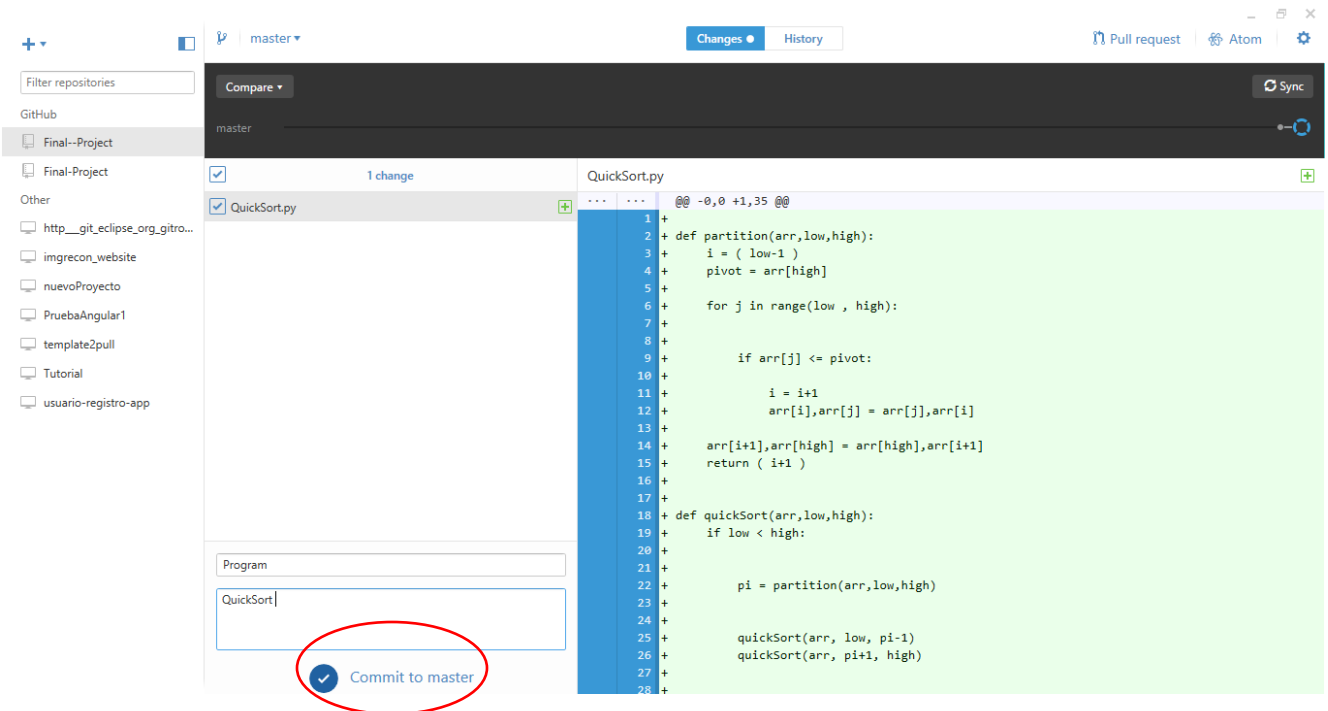 master
Changes
History
Pull request
Atom
Filter repositories
GitHub
Final--Project
Final-Project
Other
http__git_eclipse_org_gitro...
imgrecon_website
nuevoProyecto
PruebaAngular1
template2pull
Tutorial
usuario-registro-app
Compare
Sync
master
1 change
QuickSort.py
Program
QuickSort
Commit to master
QuickSort.py
... ... @@ -0,0 +1,35 @@
1 +
2 + def partition(arr,low,high):
3 +     i = ( low-1 )
4 +     pivot = arr[high]
5 +
6 +     for j in range(low , high):
7 +
8 +
9 +         if arr[j] <= pivot:
10 +
11 +             i = i+1
12 +             arr[i],arr[j] = arr[j],arr[i]
13 +
14 +     arr[i+1],arr[high] = arr[high],arr[i+1]
15 +     return ( i+1 )
16 +
17 +
18 + def quickSort(arr,low,high):
19 +     if low < high:
20 +
21 +
22 +         pi = partition(arr,low,high)
23 +
24 +
25 +         quickSort(arr, low, pi-1)
26 +         quickSort(arr, pi+1, high)
27 +
28 +